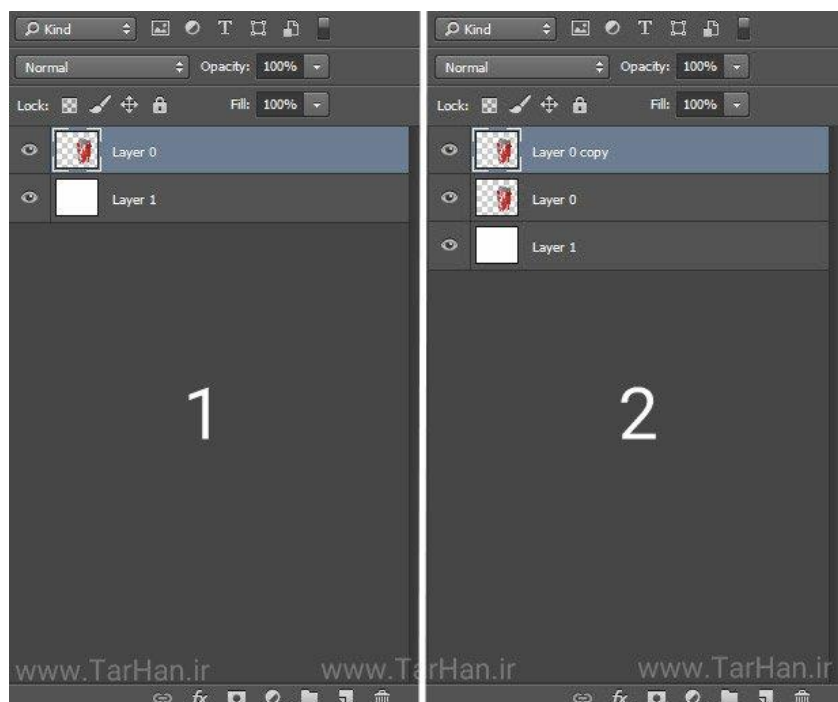 Kind
Normal Opacity: 100%
Lock: Fill: 100%
Layer 0
Layer 1
1
www.TarHan.ir
Kind
Normal Opacity: 100%
Lock: Fill: 100%
Layer 0 copy
Layer 0
Layer 1
2
www.TarHan.ir
www.TarHan.ir
fx
fx